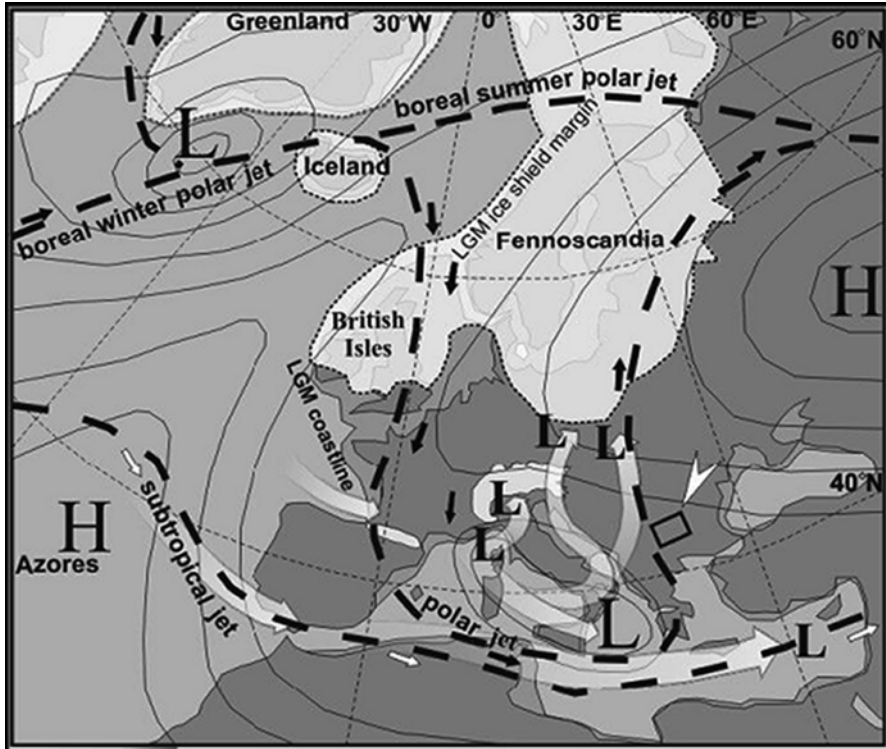 Greenland
30°W
0°
30°E
60°E
60°N
boreal summer polar jet
L
Iceland
boreal winter polar jet
LGM ice shield margin
Fennoscandia
H
British
Isles
LGM coastline
L
L
40°N
subtropical jet
L
H
L
Azores
polar jet
L
L